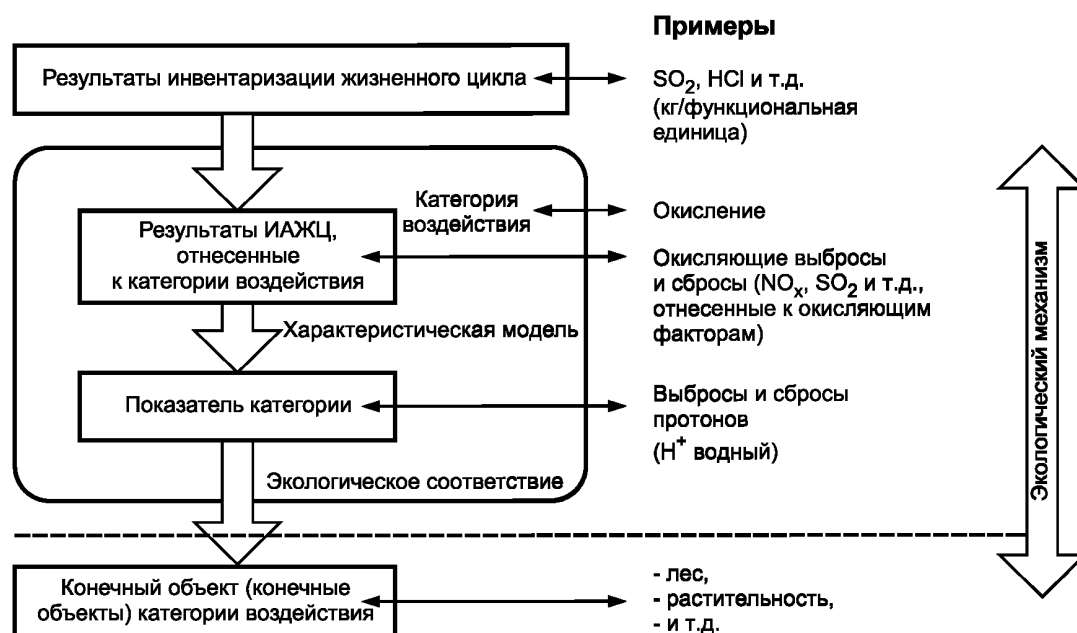 Примеры
Результаты инвентаризации жизненного цикла
SO2, HCl и т.д.
(кг/функциональная
единица)
Категория
воздействия
Окисление
Результаты ИАЖЦ,
отнесенные
к категории воздействия
Окисляющие выбросы
и сбросы (NOx, SO2 и т.д.,
отнесенные к окисляющим
факторам)
Характеристическая модель
Показатель категории
Выбросы и сбросы
протонов
(H+ водный)
Экологическое соответствие
Экологический механизм
Конечный объект (конечные
объекты) категории воздействия
- лес,
- растительность,
- и т.д.